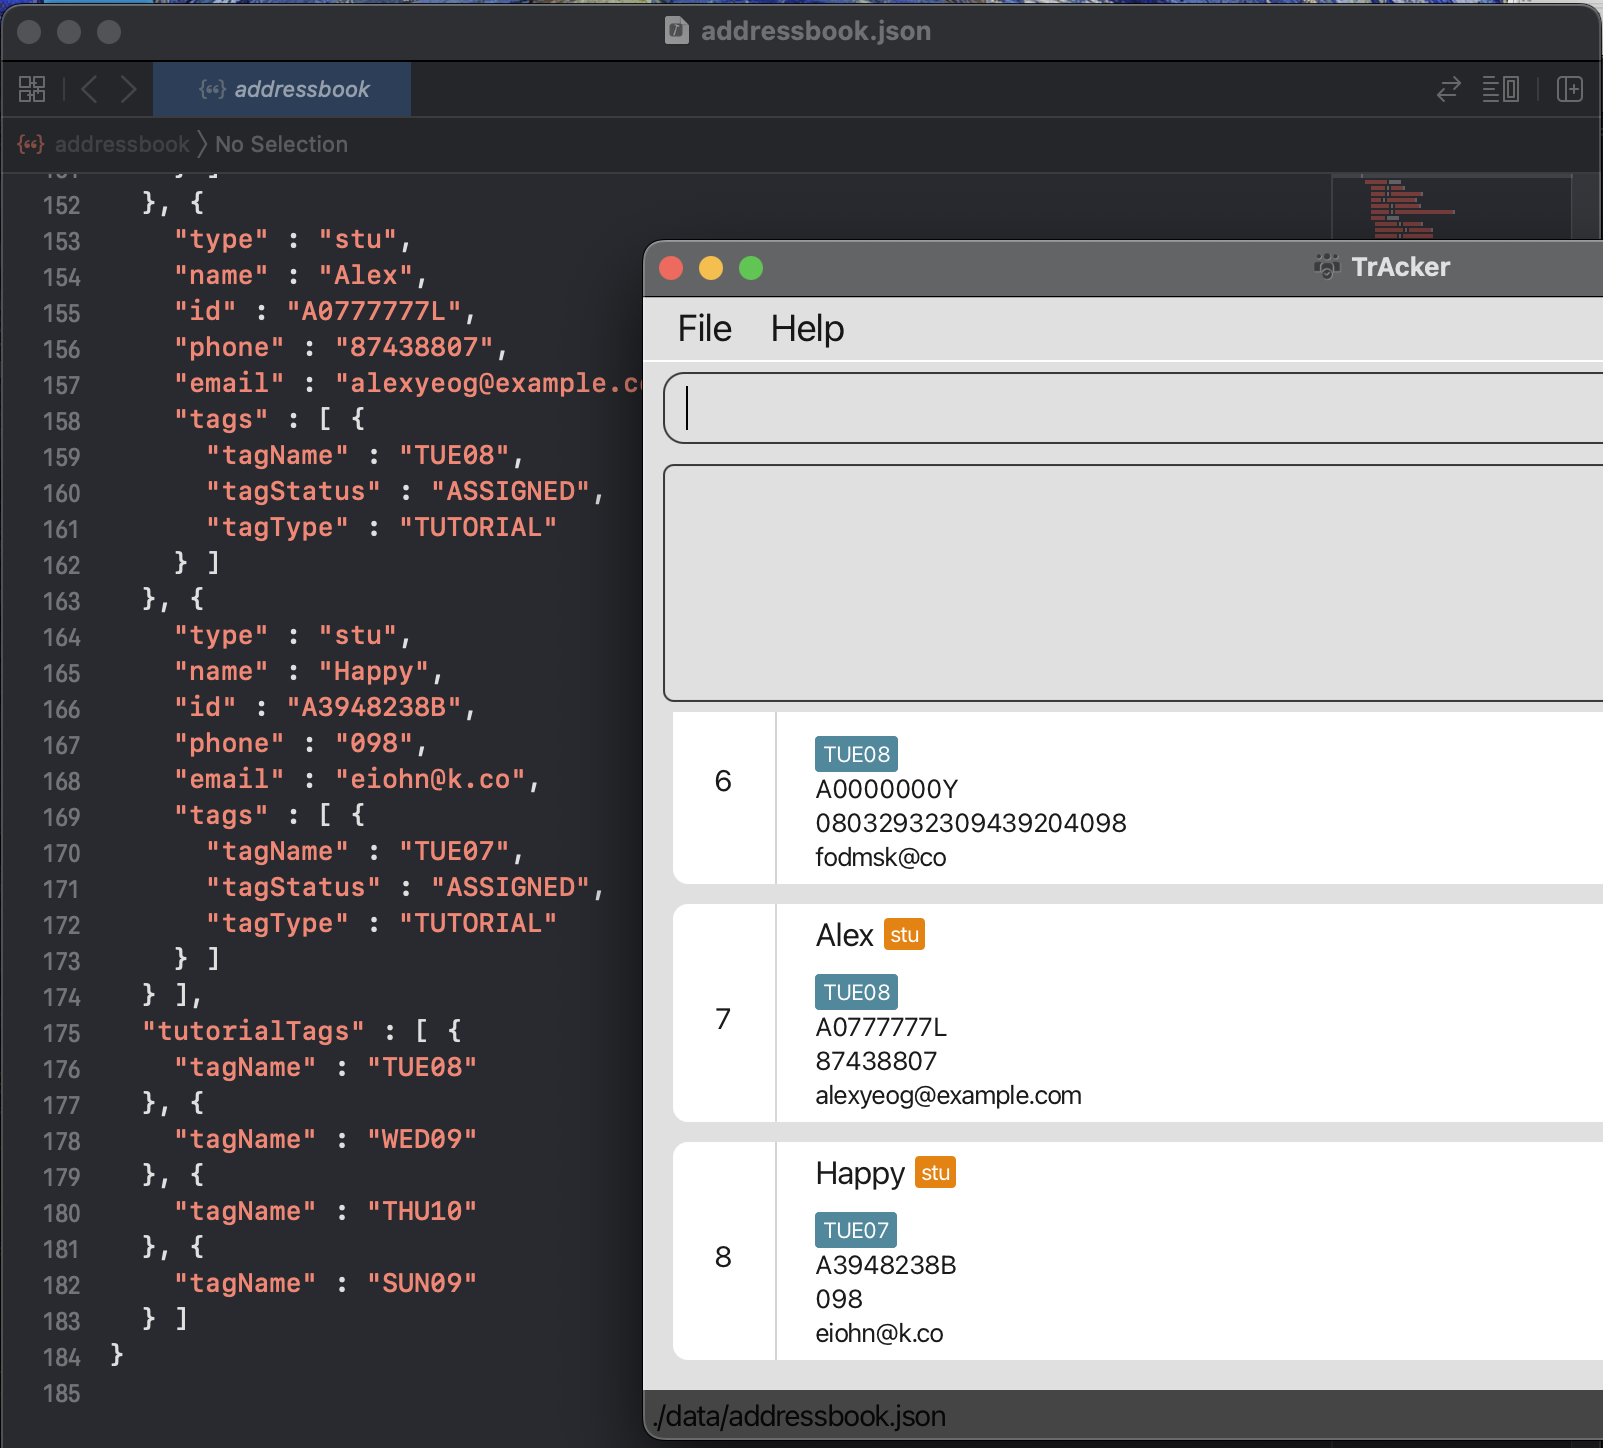 addressbook.json
addressbook
addressbook No Selection
152 }, {
153 "type" : "stu",
154 "name" : "Alex",
155 "id" : "A0777777L",
156 "phone" : "87438807",
157 "email" : "alexyeog@example.c
158 "tags" : [ {
159 "tagName" : "TUE08",
160 "tagStatus" : "ASSIGNED",
161 "tagType" : "TUTORIAL"
162 } ]
163 }, {
164 "type" : "stu",
165 "name" : "Happy",
166 "id" : "A3948238B",
167 "phone" : "098",
168 "email" : "eiohn@k.co",
169 "tags" : [ {
170 "tagName" : "TUE07",
171 "tagStatus" : "ASSIGNED",
172 "tagType" : "TUTORIAL"
173 } ]
174 } ],
175 "tutorialTags" : [ {
176 "tagName" : "TUE08"
177 }, {
178 "tagName" : "WED09"
179 }, {
180 "tagName" : "THU10"
181 }, {
182 "tagName" : "SUN09"
183 } ]
184 }
185
TrAcker
File Help
6
TUE08
A0000000Y
08032932309439204098
fodmsk@co
7
Alex stu
TUE08
A0777777L
87438807
alexyeog@example.com
8
Happy stu
TUE07
A3948238B
098
eiohn@k.co
./data/addressbook.json